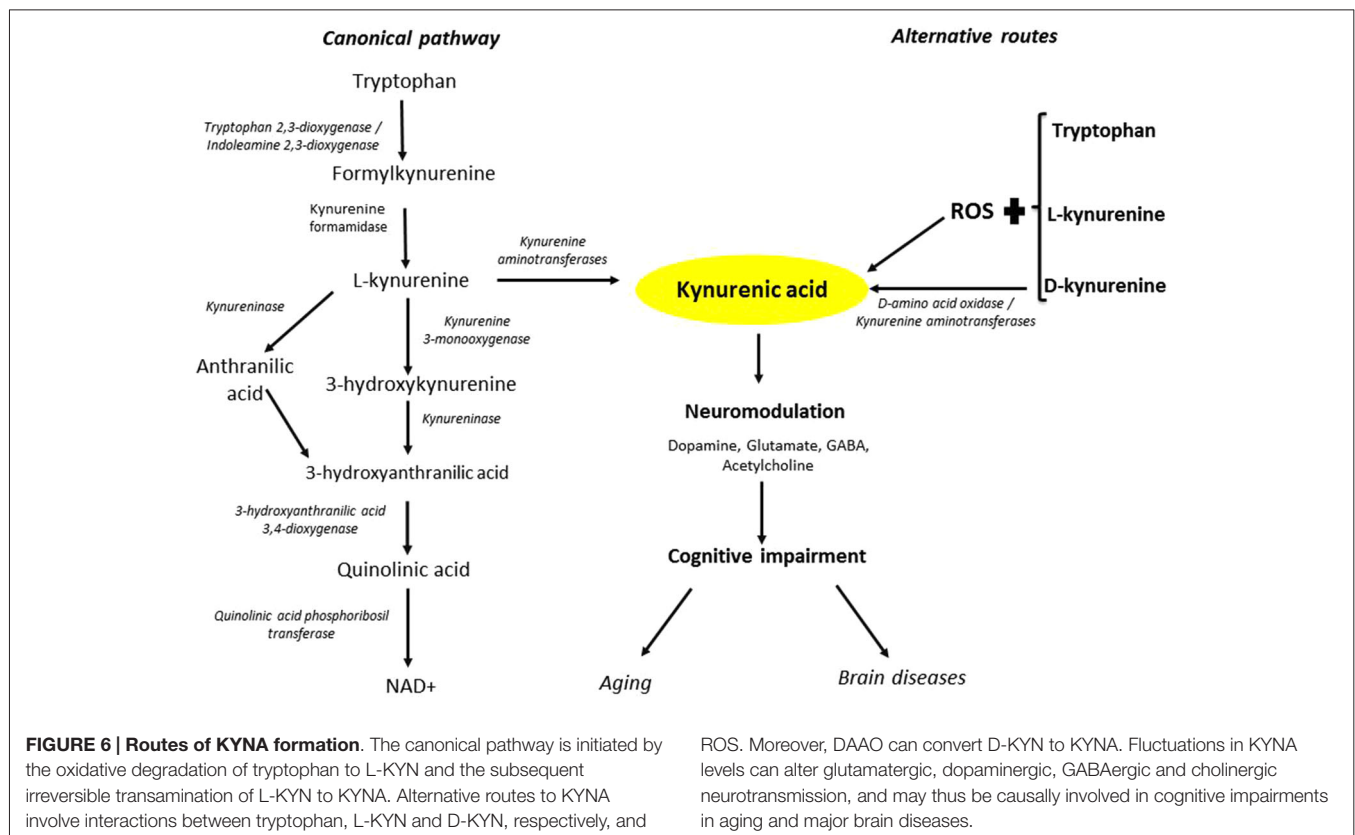 Canonical pathway
Tryptophan
Tryptophan 2,3-dioxygenase /
Indoleamine 2,3-dioxygenase
Formylkynurenine
Kynurenine
formamidase
L-kynurenine
Kynurenine
aminotransferases
Kynureninase
Kynurenine
3-monooxygenase
Anthranilic
acid
3-hydroxykynurenine
Kynureninase
3-hydroxyanthranilic acid
3-hydroxyanthranilic acid
3,4-dioxygenase
Quinolinic acid
Quinolinic acid phosphoribosil
transferase
NAD+
Alternative routes
Tryptophan
ROS +
L-kynurenine
D-kynurenine
Kynurenic acid
D-amino acid oxidase /
Kynurenine aminotransferases
Neuromodulation
Dopamine, Glutamate, GABA,
Acetylcholine
Cognitive impairment
Aging
Brain diseases
FIGURE 6 | Routes of KYNA formation. The canonical pathway is initiated by
the oxidative degradation of tryptophan to L-KYN and the subsequent
irreversible transamination of L-KYN to KYNA. Alternative routes to KYNA
involve interactions between tryptophan, L-KYN and D-KYN, respectively, and
ROS. Moreover, DAAO can convert D-KYN to KYNA. Fluctuations in KYNA
levels can alter glutamatergic, dopaminergic, GABAergic and cholinergic
neurotransmission, and may thus be causally involved in cognitive impairments
in aging and major brain diseases.